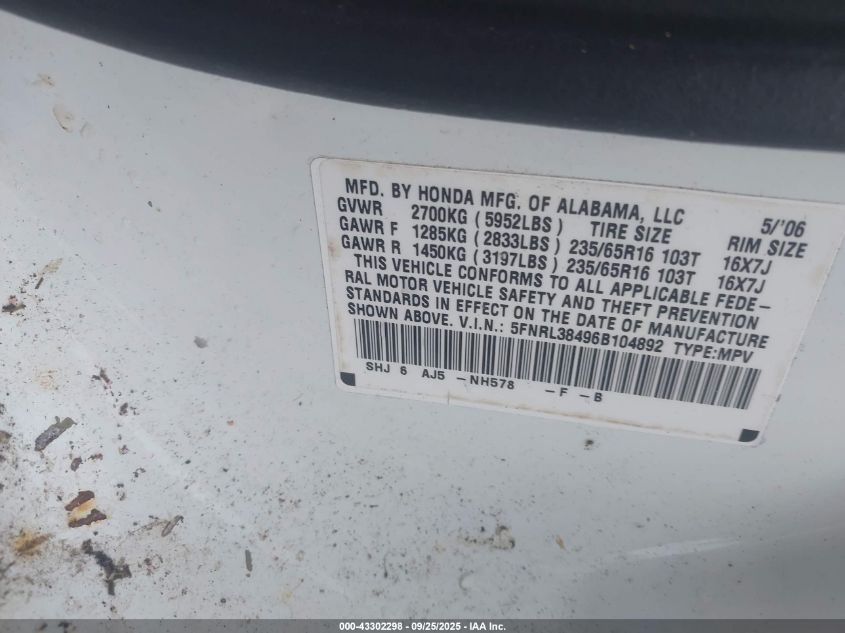 MFD. BY HONDA MFG. OF ALABAMA, LLC 5/'06
GVWR 2700KG ( 5952LBS ) TIRE SIZE RIM SIZE
GAWR F 1285KG ( 2833LBS ) 235/65R16 103T 16X7J
GAWR R 1450KG ( 3197LBS ) 235/65R16 103T 16X7J
THIS VEHICLE CONFORMS TO ALL APPLICABLE FEDE-
RAL MOTOR VEHICLE SAFETY AND THEFT PREVENTION
STANDARDS IN EFFECT ON THE DATE OF MANUFACTURE
SHOWN ABOVE. V.I.N.: 5FNRL38496B104892 TYPE:MPV
SHJ 6 AJ5 -NH578 -F -B
000-43302298 - 09/25/2025 - IAA Inc.